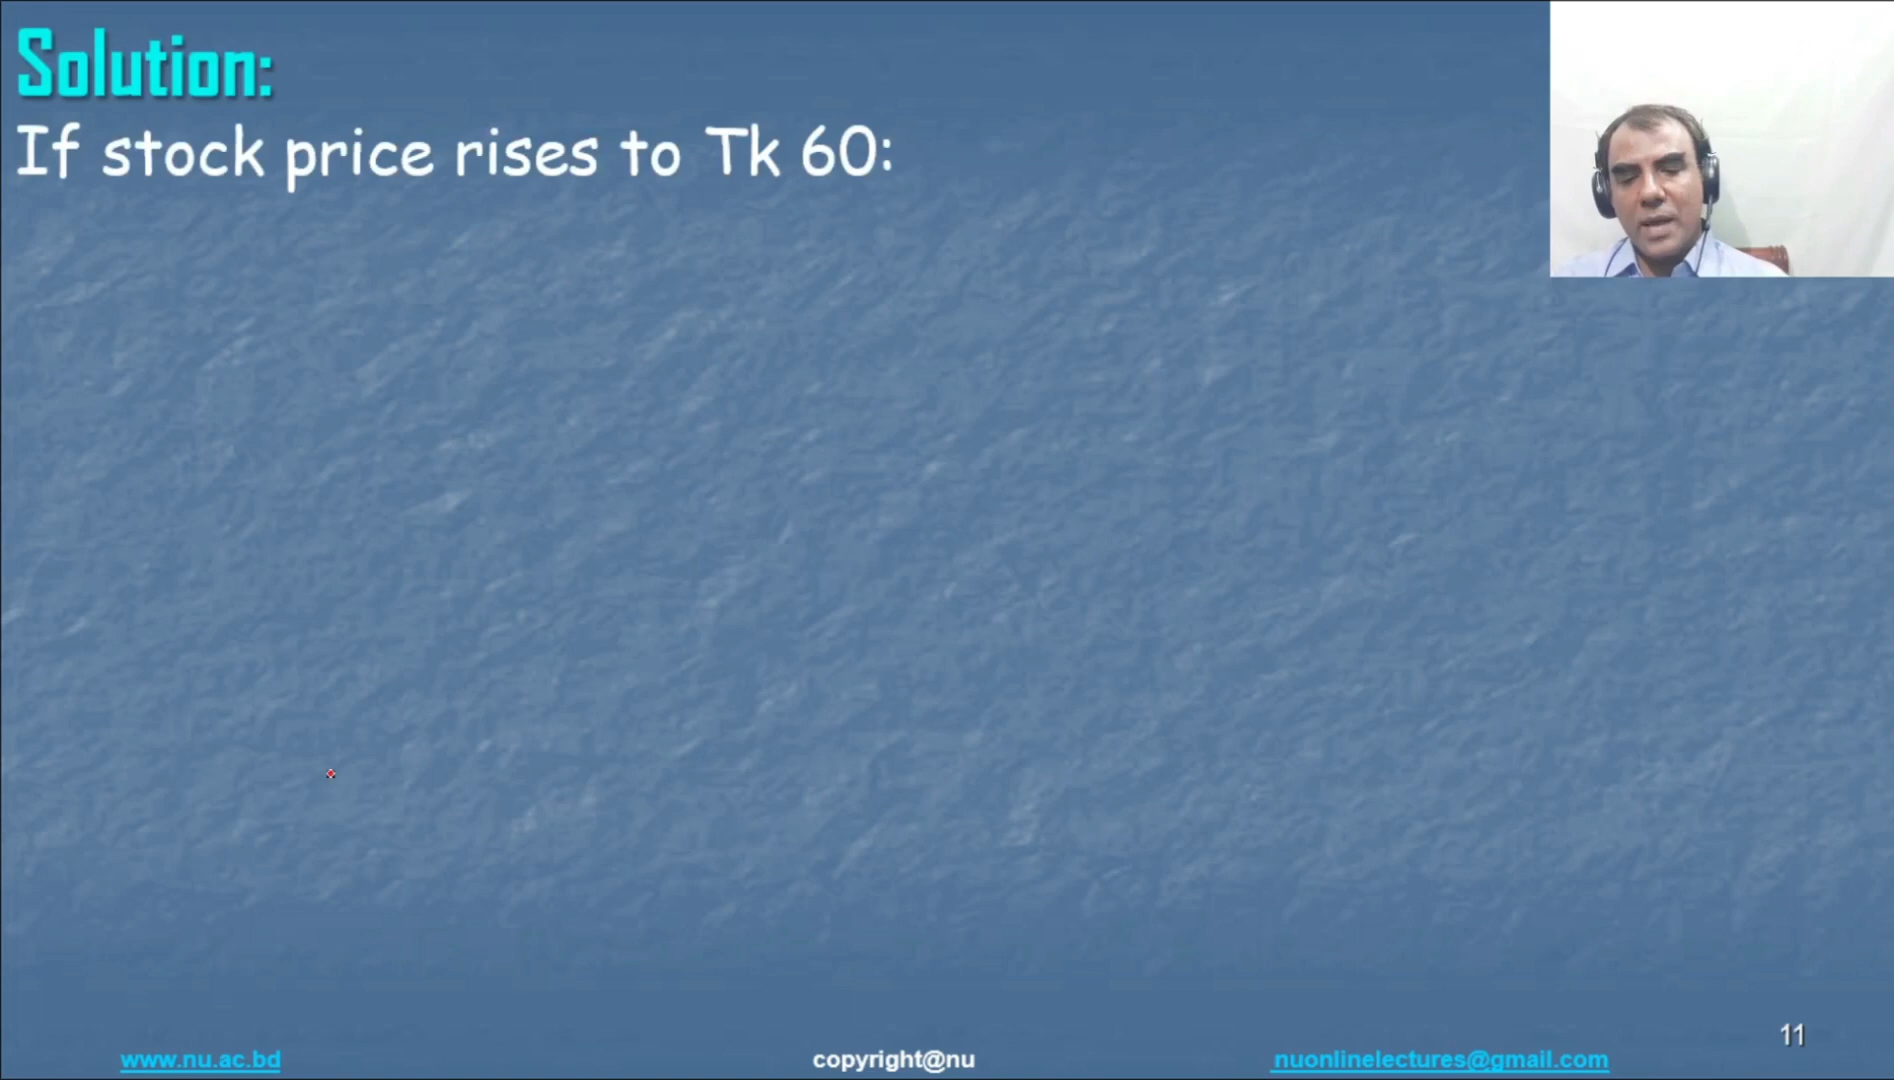 Solution:
If stock price rises to Tk 60:
11
www.nu.ac.bd
copyright@nu
nuonlinelectures@gmail.com